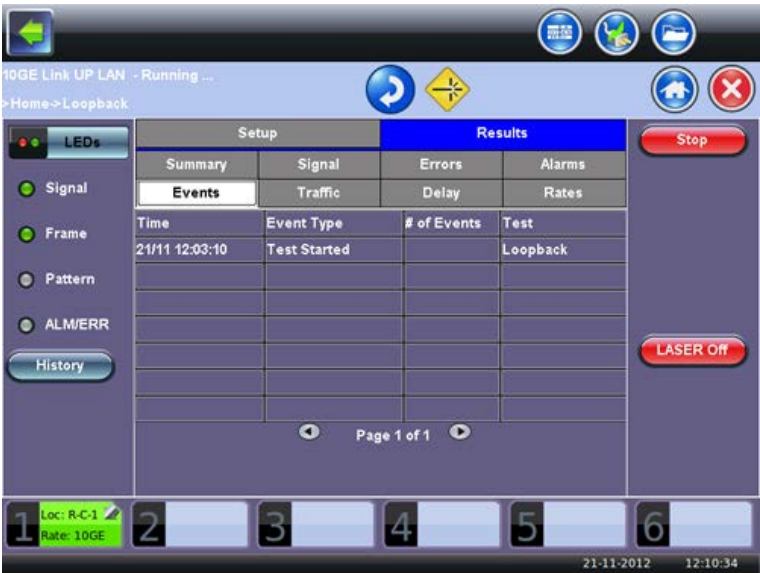 10GE Link UP LAN - Running ...
>Home->Loopback
LEDs
Setup
Results
Stop
Summary
Signal
Errors
Alarms
Signal
Events
Traffic
Delay
Rates
Time
Event Type
# of Events
Test
Frame
21/11 12:03:10
Test Started
Loopback
Pattern
ALM/ERR
LASER Off
History
Page 1 of 1
1
Loc: R-C-1
Rate: 10GE
2
3
4
5
6
21-11-2012
12:10:34